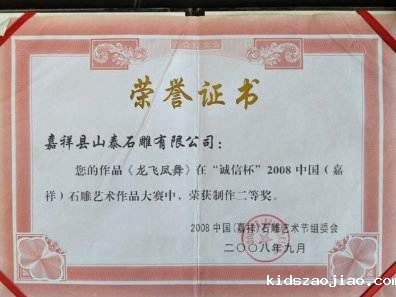 荣誉证书
嘉祥县山泰石雕有限公司：
您的作品《龙飞凤舞》在“诚信杯”2008中国（嘉
祥）石雕艺术作品大赛中，荣获制作二等奖。
2008中国(嘉祥)石雕艺术节组委会
二〇〇八年九月
kidszaojiao.com